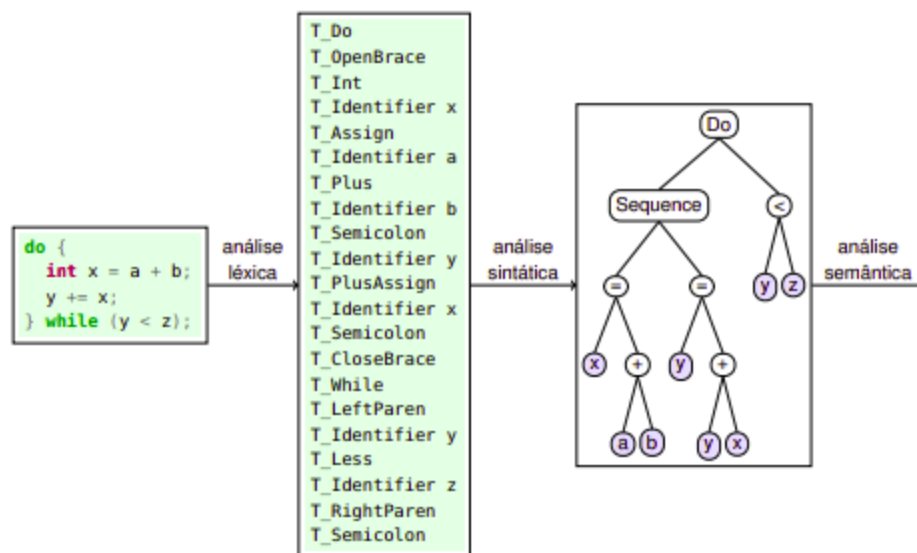 do {
int x = a + b;
y += x;
} while (y < z);
análise
léxica
T_Do
T_OpenBrace
T_Int
T_Identifier x
T_Assign
T_Identifier a
T_Plus
T_Identifier b
T_Semicolon
T_Identifier y
T_PlusAssign
T_Identifier x
T_Semicolon
T_CloseBrace
T_While
T_LeftParen
T_Identifier y
T_Less
T_Identifier z
T_RightParen
T_Semicolon
análise
sintática
Do
Sequence <
= = y z
x + y +
a b y x
análise
semântica